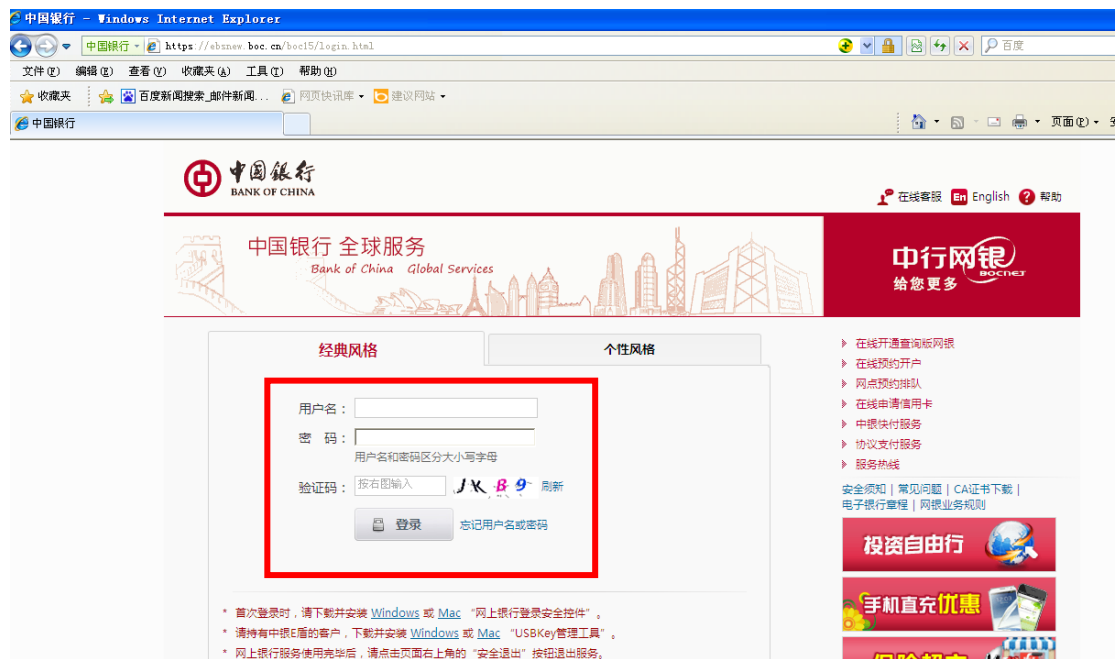 中国银行 - Windows Internet Explorer
中国银行 https://ebsnew.boc.cn/boc15/login.html 百度
文件(F) 编辑(E) 查看(V) 收藏夹(A) 工具(T) 帮助(H)
收藏夹 百度新闻搜索_邮件新闻... 网页快讯库 建议网站
中国银行 页面(P)
中国银行
BANK OF CHINA
在线客服 En English ? 帮助
中国银行 全球服务
Bank of China Global Services
中行网银
BOCNET
给您更多
经典风格 个性风格
用户名：
密 码：
用户名和密码区分大小写字母
验证码： 按右图输入 J K B 9 刷新
登录 忘记用户名或密码
* 首次登录时，请下载并安装 Windows 或 Mac “网上银行登录安全控件”。
* 请持有中银E盾的客户，下载并安装 Windows 或 Mac “USBKey管理工具”。
* 网上银行服务使用完毕后，请点击页面右上角的“安全退出”按钮退出服务。
在线开通查询版网银
在线预约开户
网点预约排队
在线申请信用卡
中银快付服务
协议支付服务
服务热线
安全须知 | 常见问题 | CA证书下载 |
电子银行章程 | 网银业务规则
投资自由行
手机直充优惠